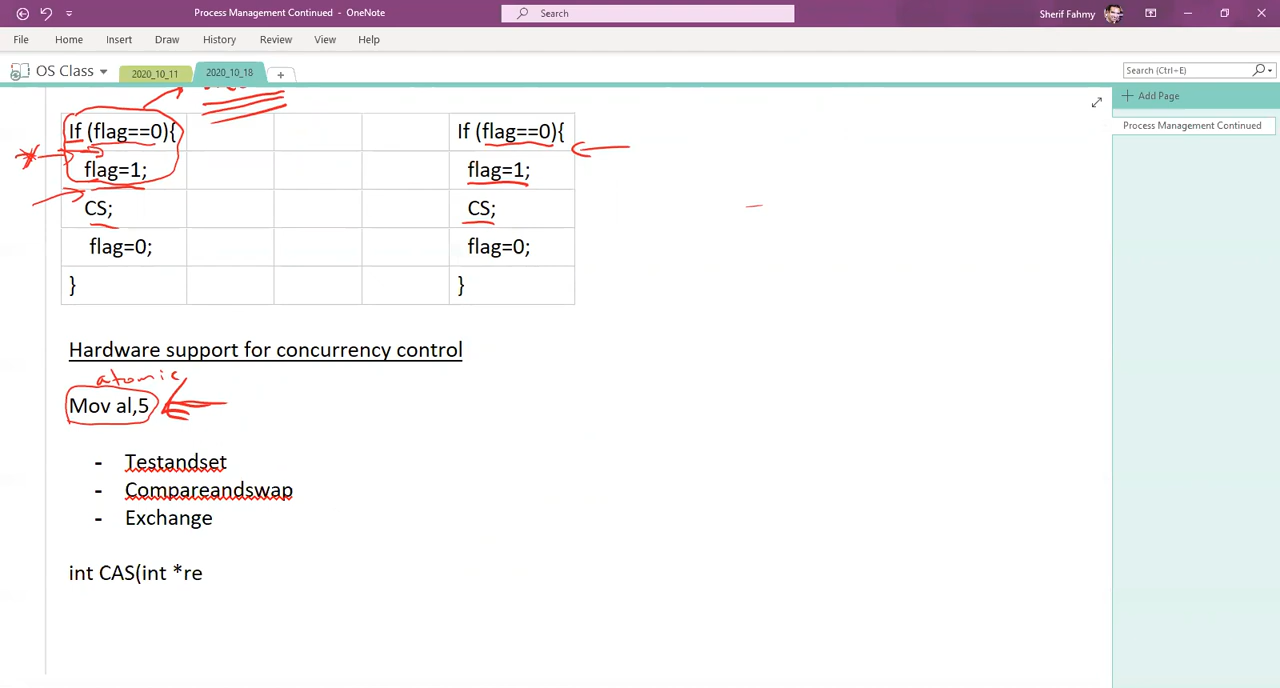 Process Management Continued - OneNote
Search
Sherif Fahmy
File Home Insert Draw History Review View Help
OS Class 2020_10_11 2020_10_18 +
Search (Ctrl+E)
Add Page
Process Management Continued
If (flag==0){ If (flag==0){
flag=1; flag=1;
CS; CS;
flag=0; flag=0;
} }
Hardware support for concurrency control
atomic
Mov al,5
- Testandset
- Compareandswap
- Exchange
int CAS(int *re